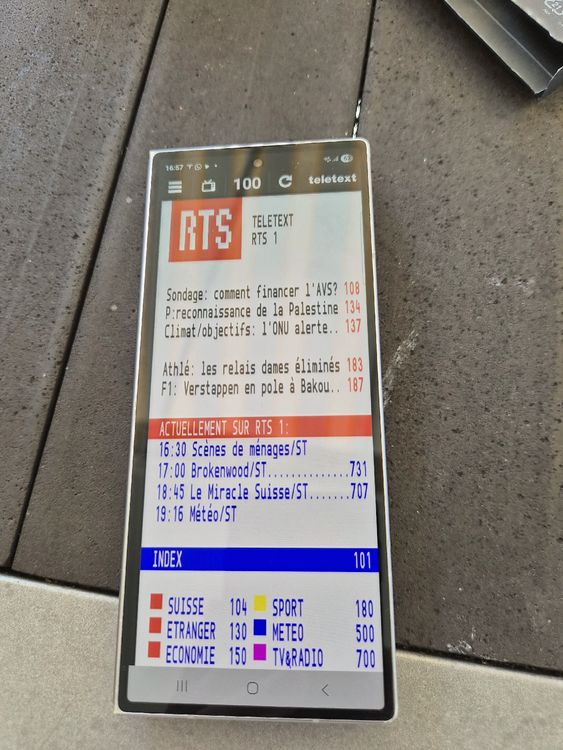 16:57
100 teletext
RTS TELETEXT
RTS 1
Sondage: comment financer l'AVS? 108
P:reconnaissance de la Palestine 134
Climat/objectifs: l'ONU alerte.. 137
Athlé: les relais dames éliminés 183
F1: Verstappen en pole à Bakou.. 187
ACTUELLEMENT SUR RTS 1:
16:30 Scènes de ménages/ST
17:00 Brokenwood/ST..............731
18:45 Le Miracle Suisse/ST.......707
19:16 Météo/ST
INDEX 101
SUISSE 104 SPORT 180
ETRANGER 130 METEO 500
ECONOMIE 150 TV&RADIO 700